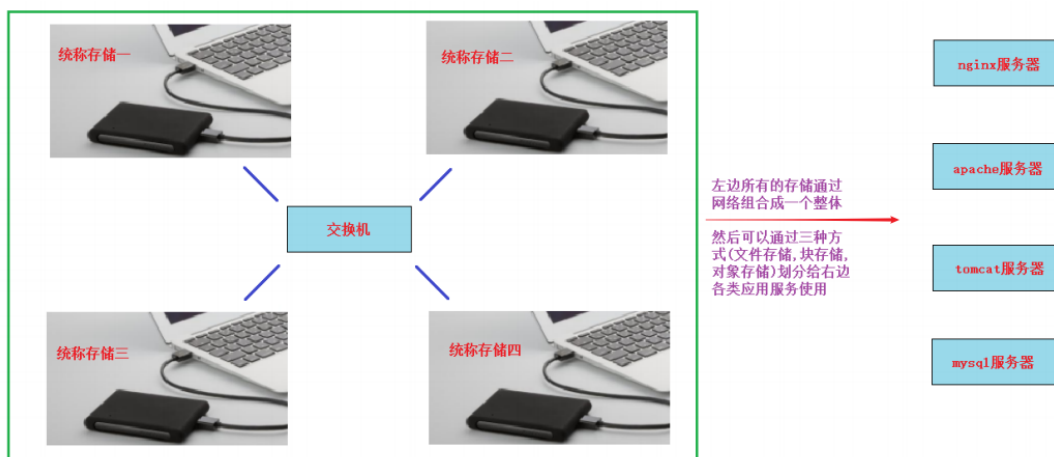 统称存储一
统称存储二
交换机
统称存储三
统称存储四
左边所有的存储通过
网络组合成一个整体
然后可以通过三种方
式(文件存储,块存储,
对象存储)划分给右边
各类应用服务使用
nginx服务器
apache服务器
tomcat服务器
mysql服务器